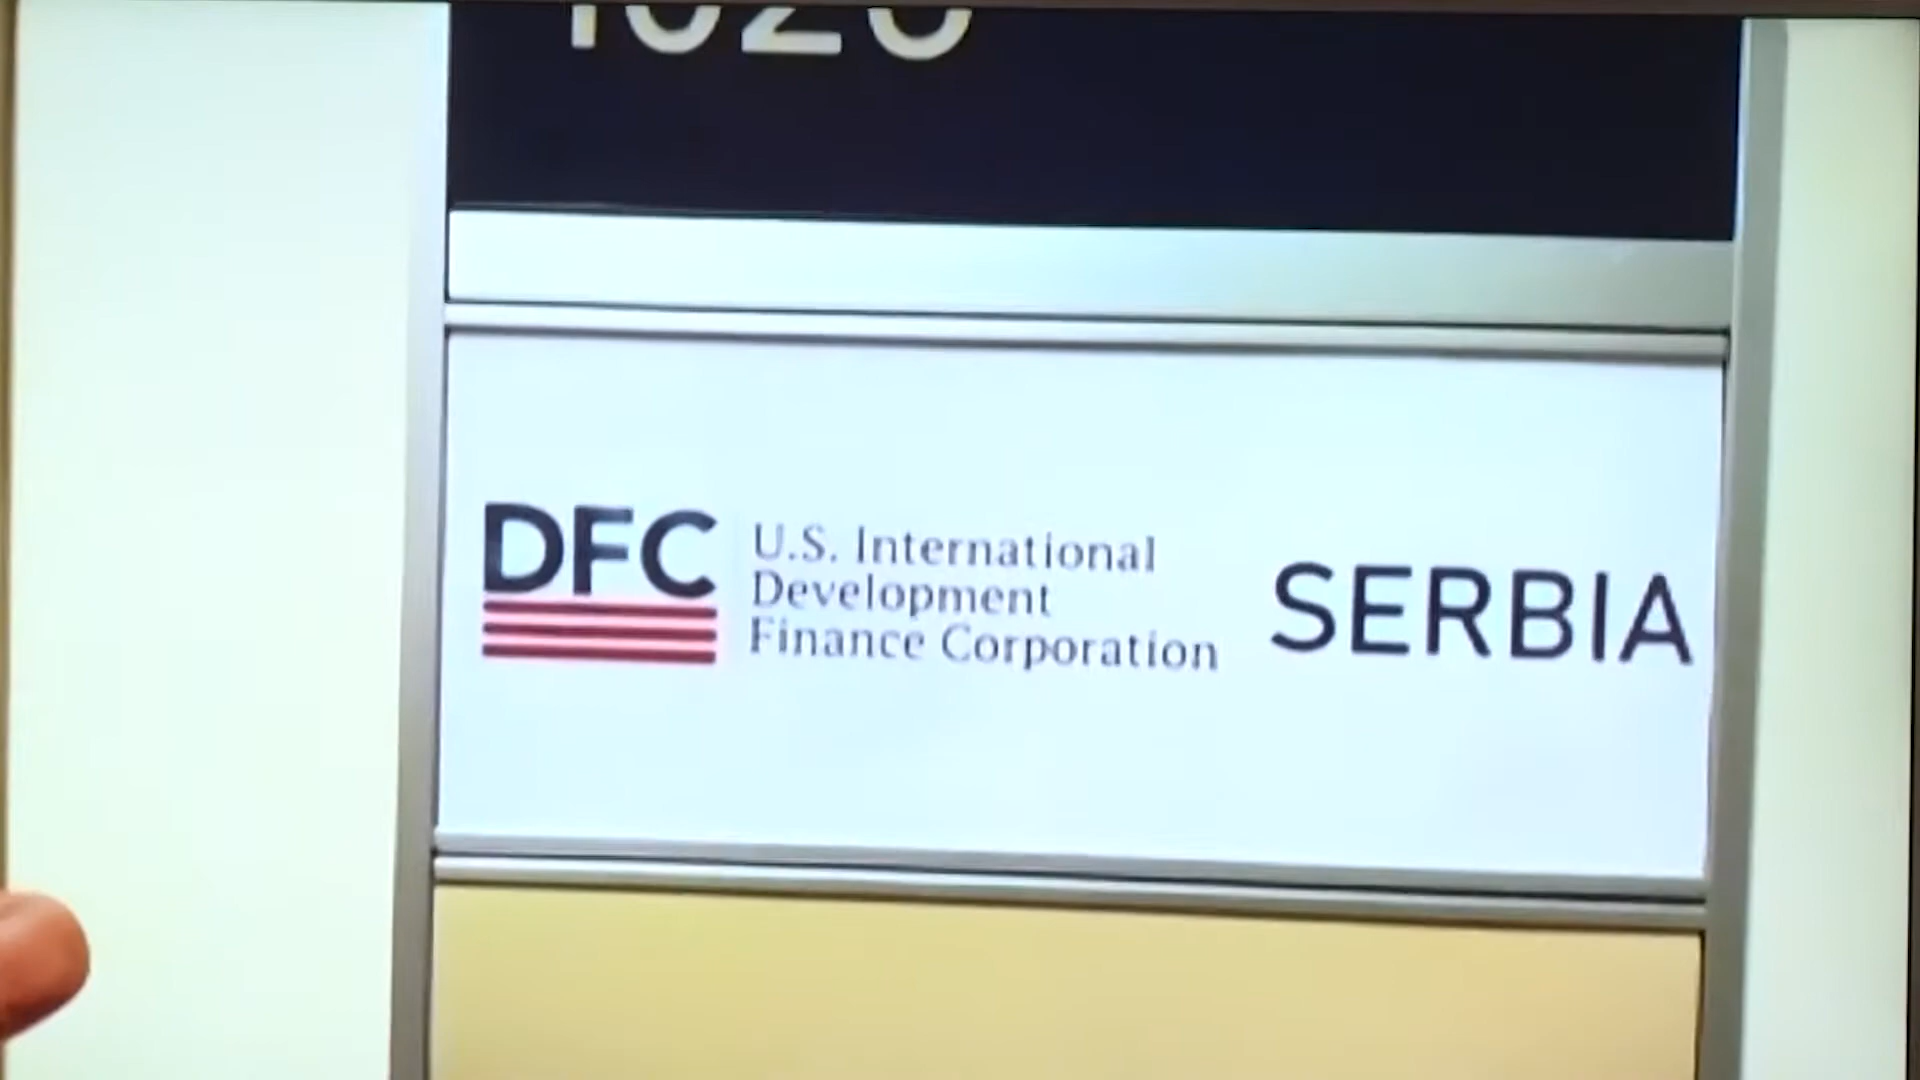 DFC
U.S. International
Development
Finance Corporation
SERBIA